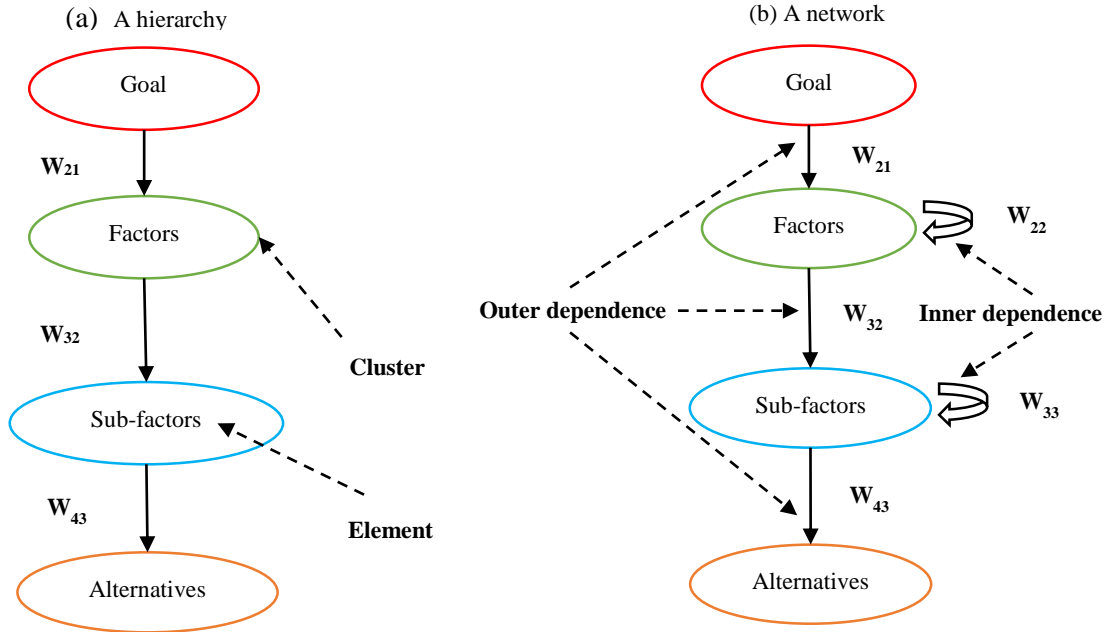 (a) A hierarchy
Goal
W21
Factors
W32
Cluster
Sub-factors
W43
Element
Alternatives
(b) A network
Goal
W21
Factors
W22
Outer dependence
W32
Inner dependence
Sub-factors
W33
W43
Alternatives